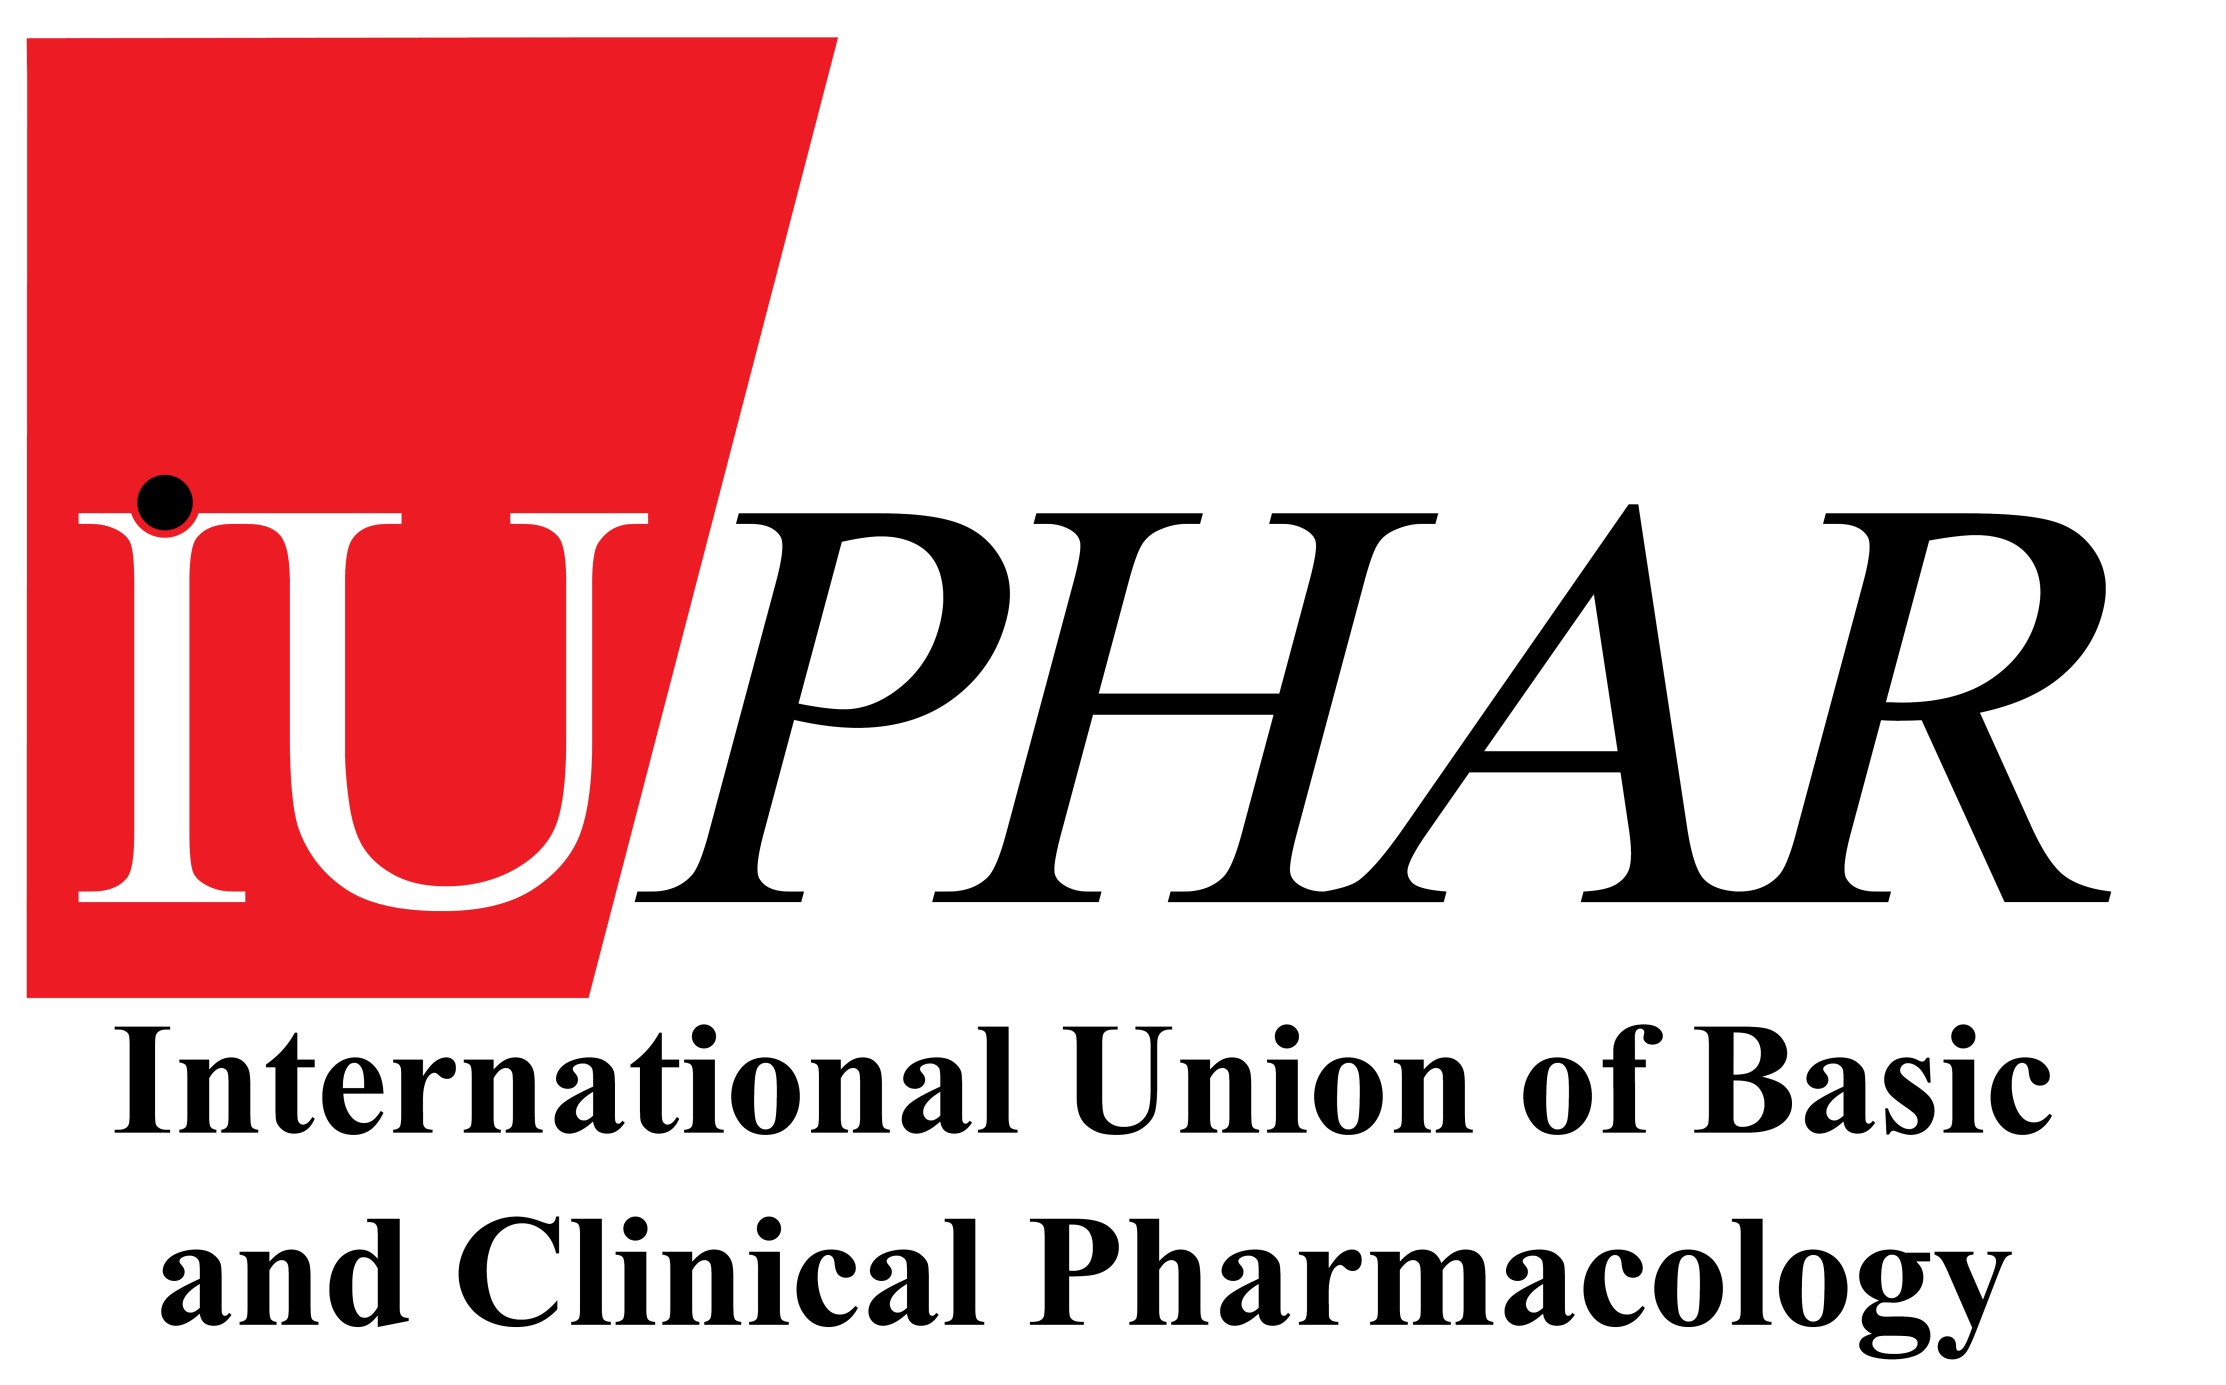 iUPHAR
International Union of Basic
and Clinical Pharmacology